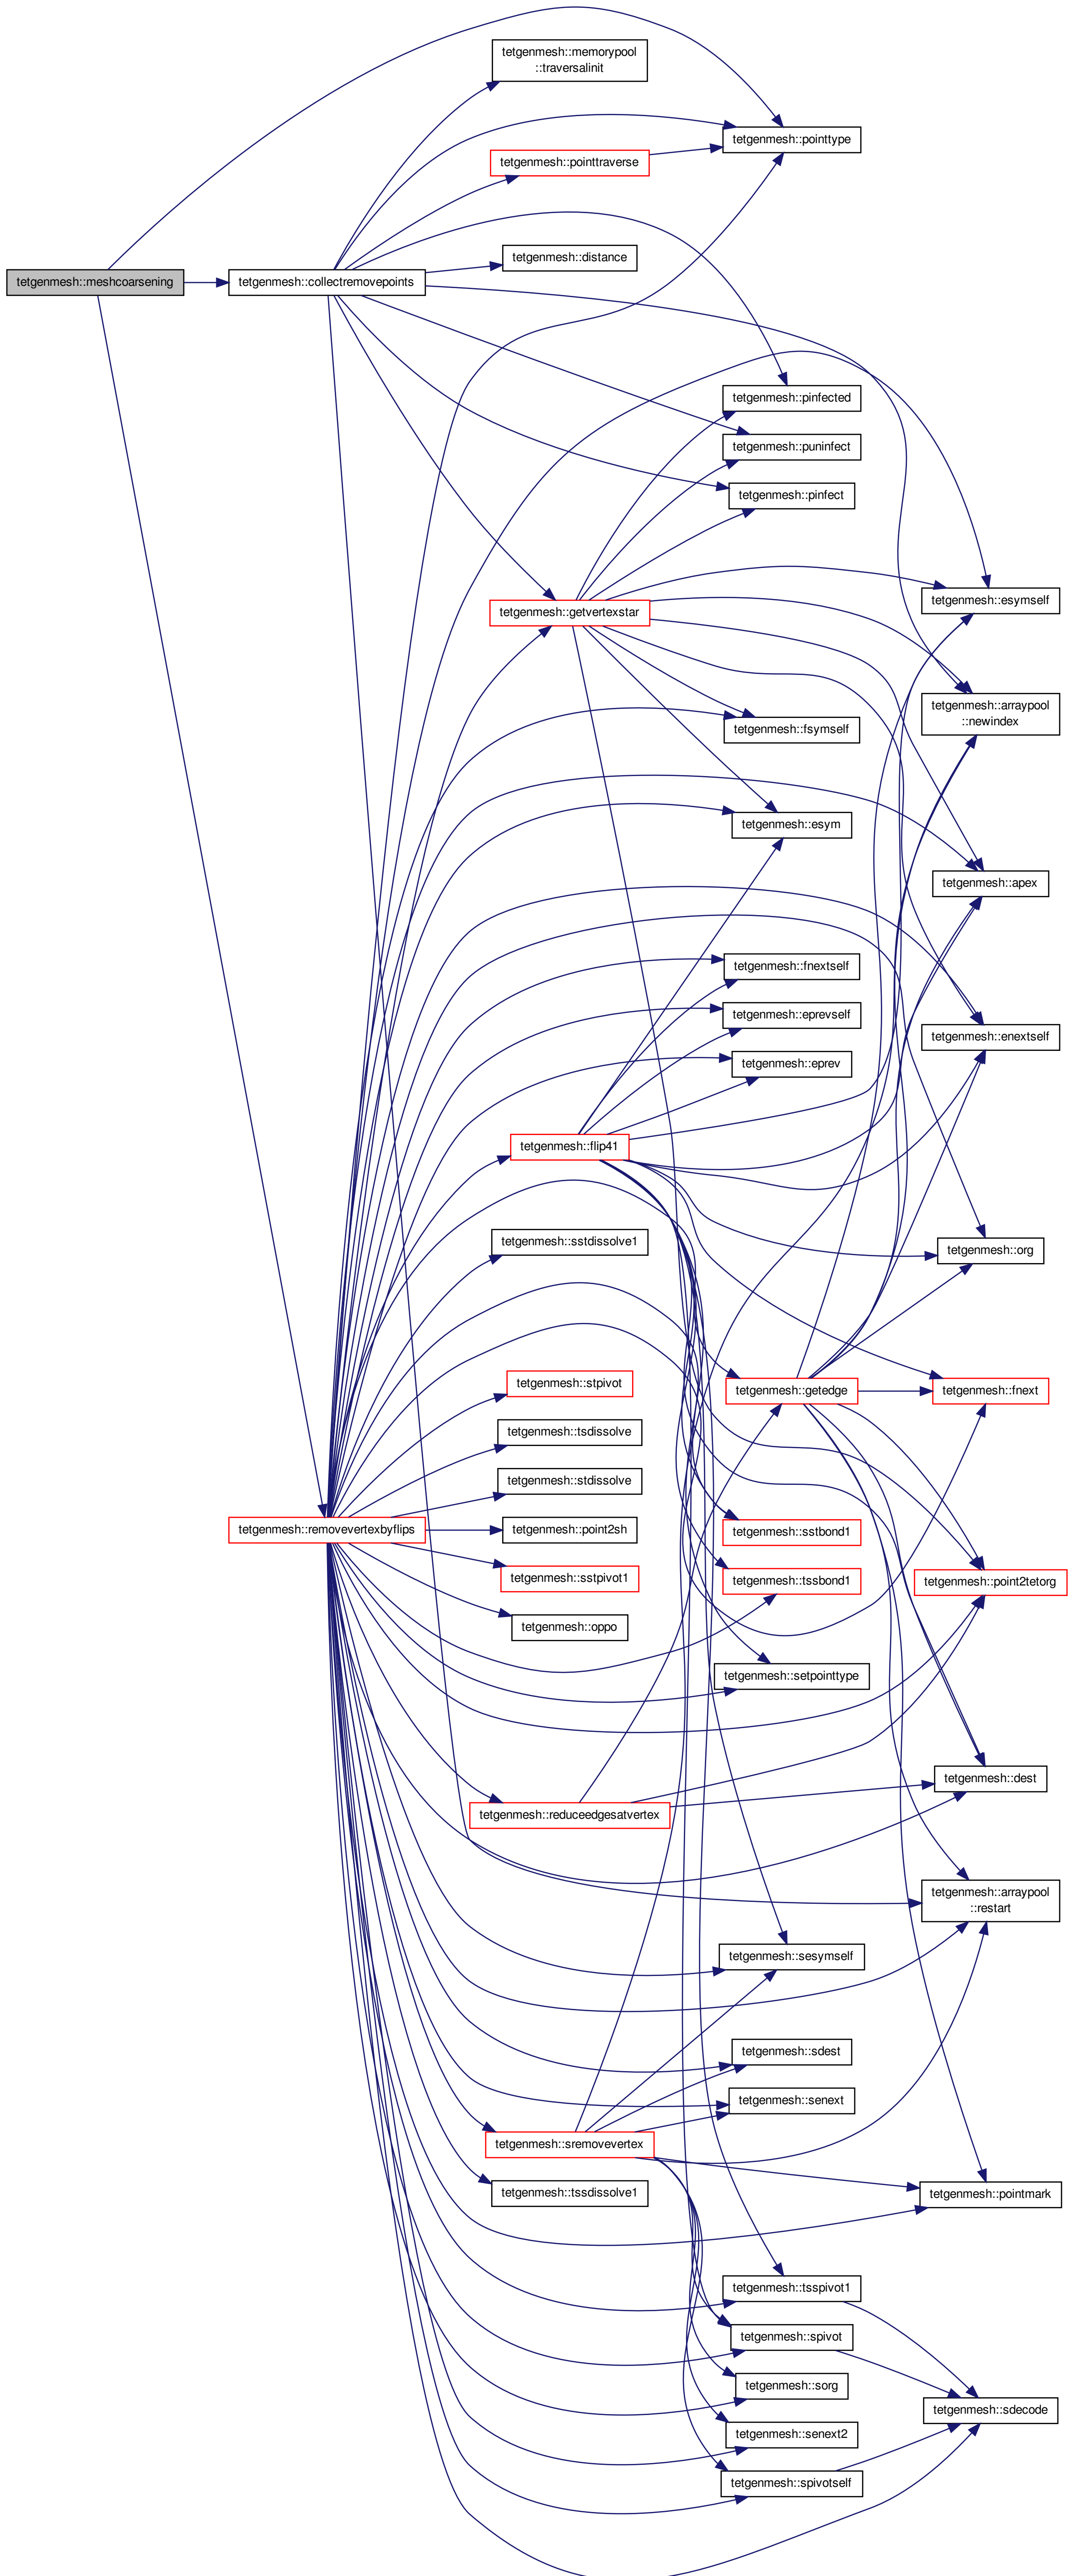 tetgenmesh::memorypool
::traversalinit
tetgenmesh::pointtype
tetgenmesh::pointtraverse
tetgenmesh::distance
tetgenmesh::meshcoarsening
tetgenmesh::collectremovepoints
tetgenmesh::pinfected
tetgenmesh::puninfect
tetgenmesh::pinfect
tetgenmesh::esymself
tetgenmesh::getvertexstar
tetgenmesh::arraypool
::newindex
tetgenmesh::fsymself
tetgenmesh::esym
tetgenmesh::apex
tetgenmesh::fnextself
tetgenmesh::eprevself
tetgenmesh::enextself
tetgenmesh::eprev
tetgenmesh::flip41
tetgenmesh::sstdissolve1
tetgenmesh::org
tetgenmesh::stpivot
tetgenmesh::getedge
tetgenmesh::fnext
tetgenmesh::tsdissolve
tetgenmesh::stdissolve
tetgenmesh::removevertexbyflips
tetgenmesh::point2sh
tetgenmesh::sstbond1
tetgenmesh::sstpivot1
tetgenmesh::tssbond1
tetgenmesh::point2tetorg
tetgenmesh::oppo
tetgenmesh::setpointtype
tetgenmesh::dest
tetgenmesh::reduceedgesatvertex
tetgenmesh::arraypool
::restart
tetgenmesh::sesymself
tetgenmesh::sdest
tetgenmesh::senext
tetgenmesh::sremovevertex
tetgenmesh::tssdissolve1
tetgenmesh::pointmark
tetgenmesh::tsspivot1
tetgenmesh::spivot
tetgenmesh::sorg
tetgenmesh::sdecode
tetgenmesh::senext2
tetgenmesh::spivotself